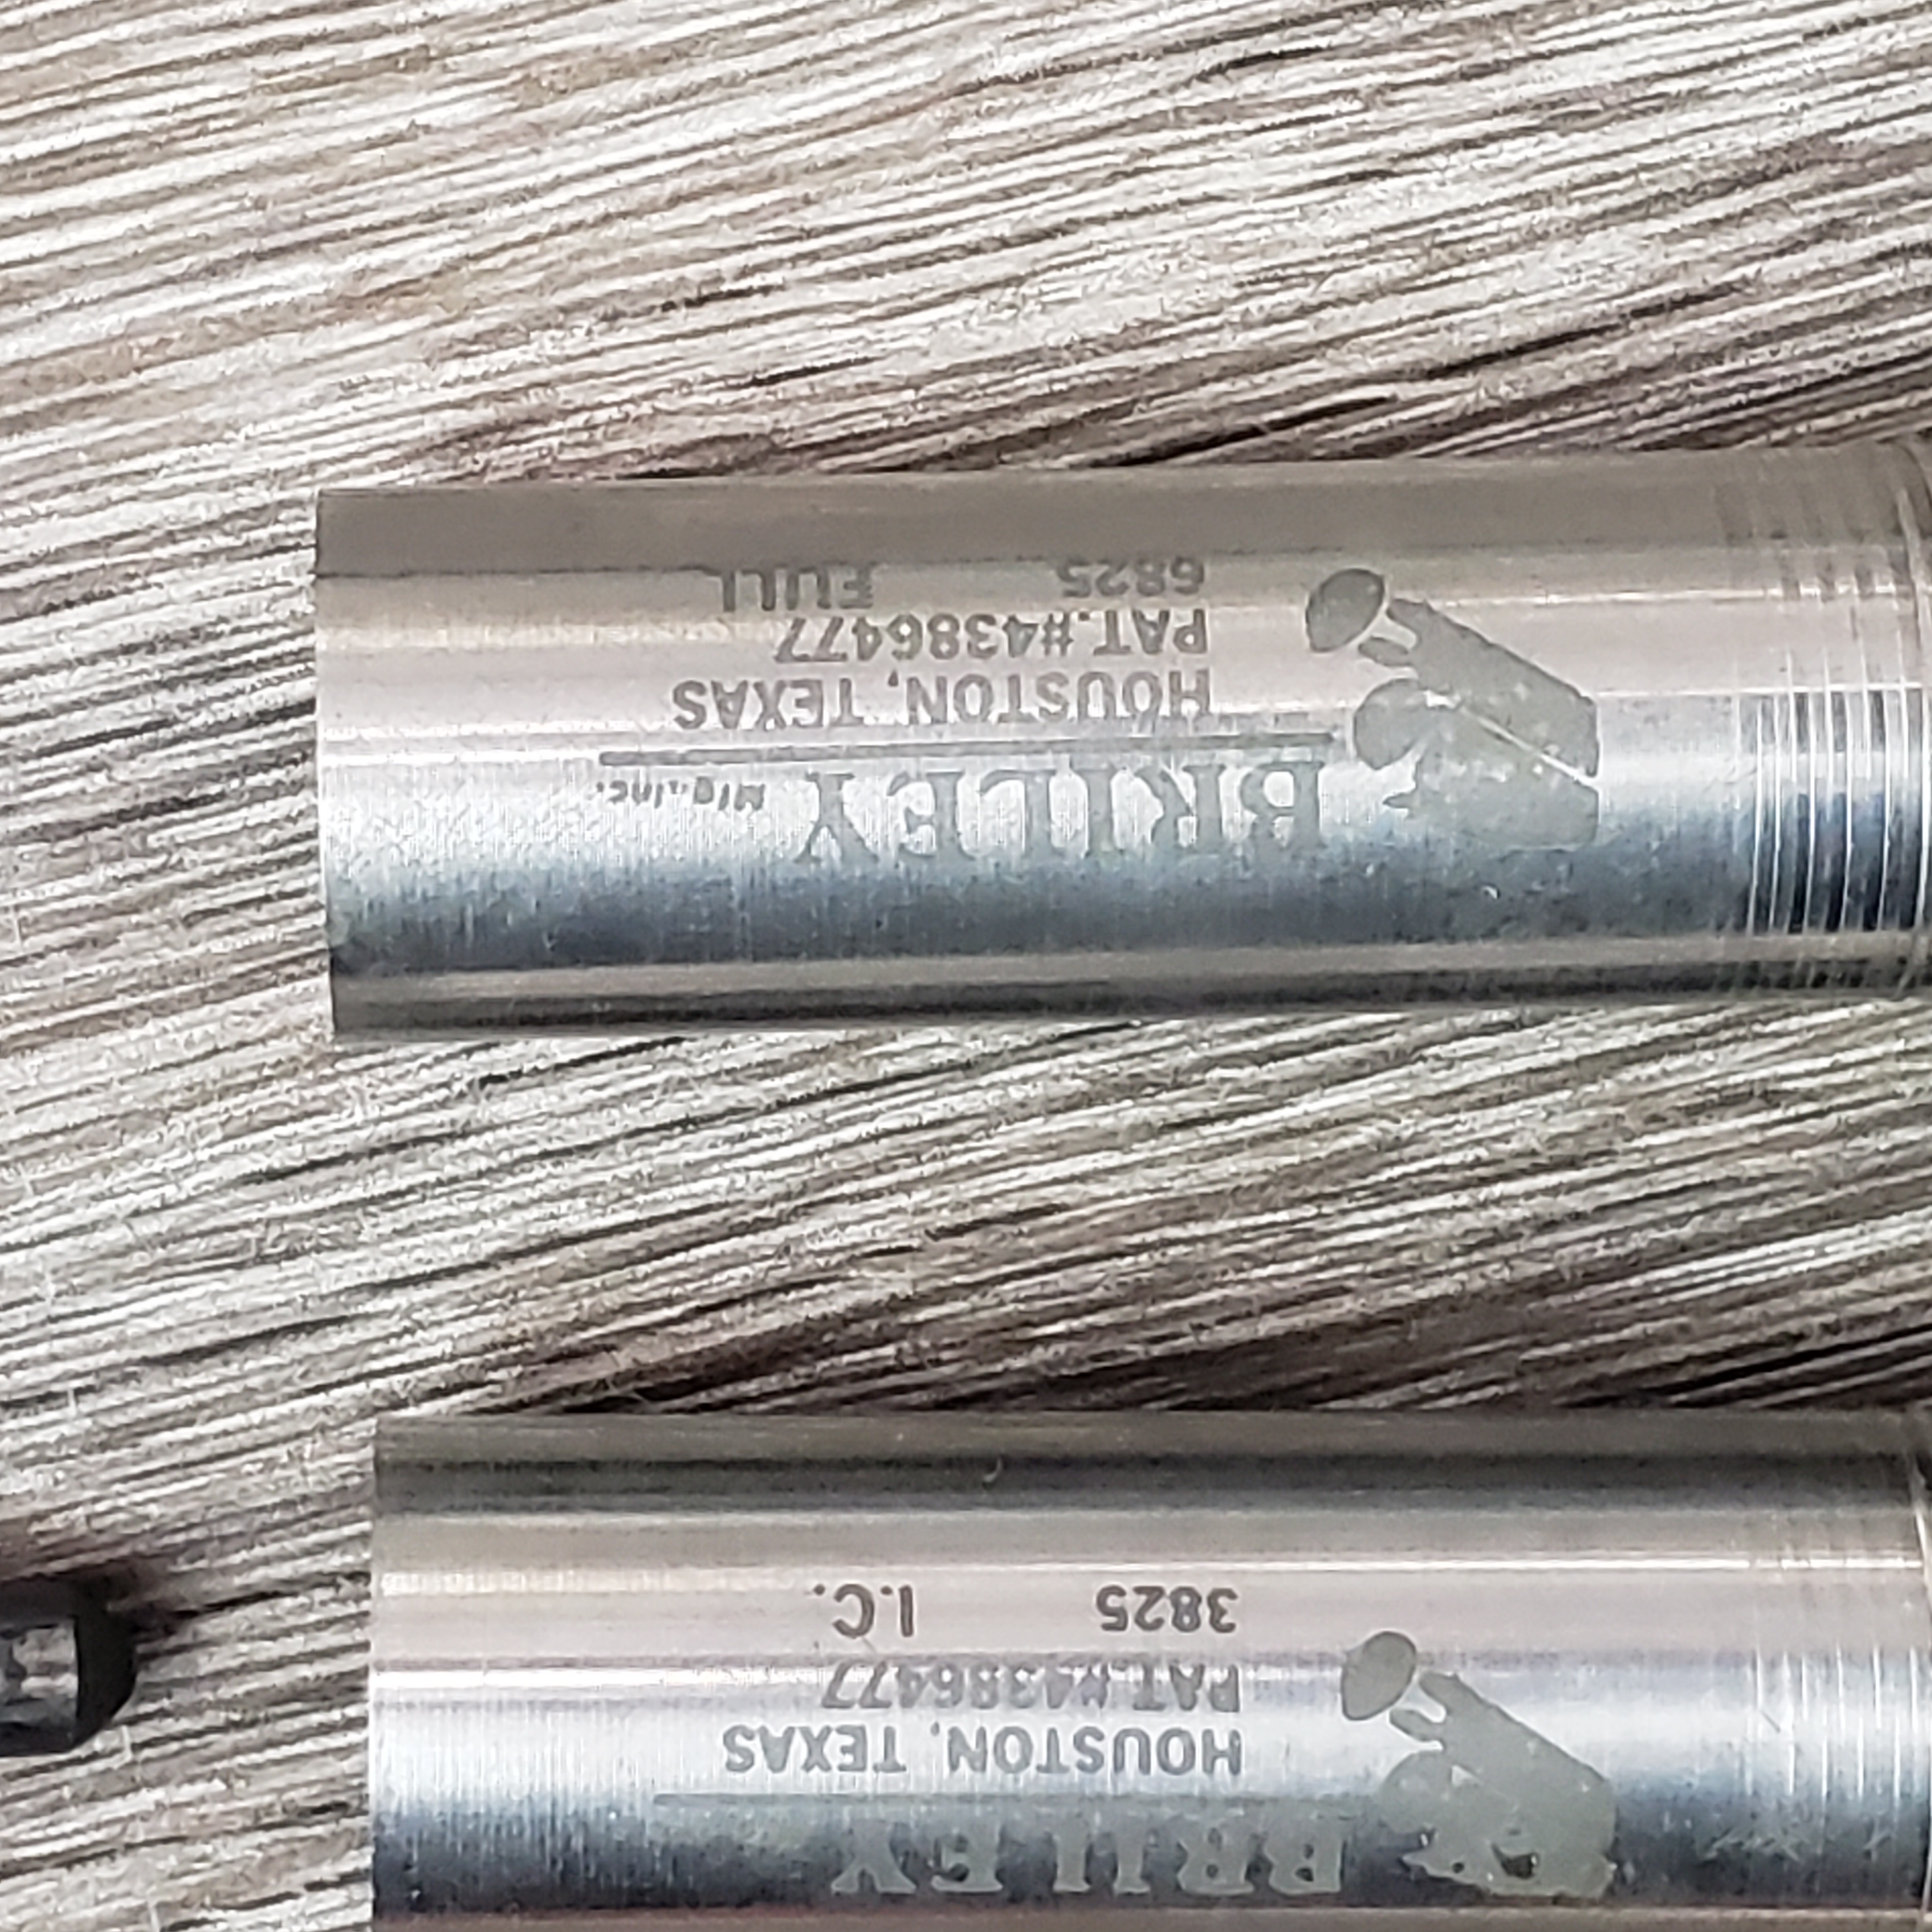 BRILEY Mfg.,Inc.
HOUSTON, TEXAS
PAT.#4386477
6825 FULL
BRILEY
HOUSTON, TEXAS
PAT.#4386477
3825 I.C.